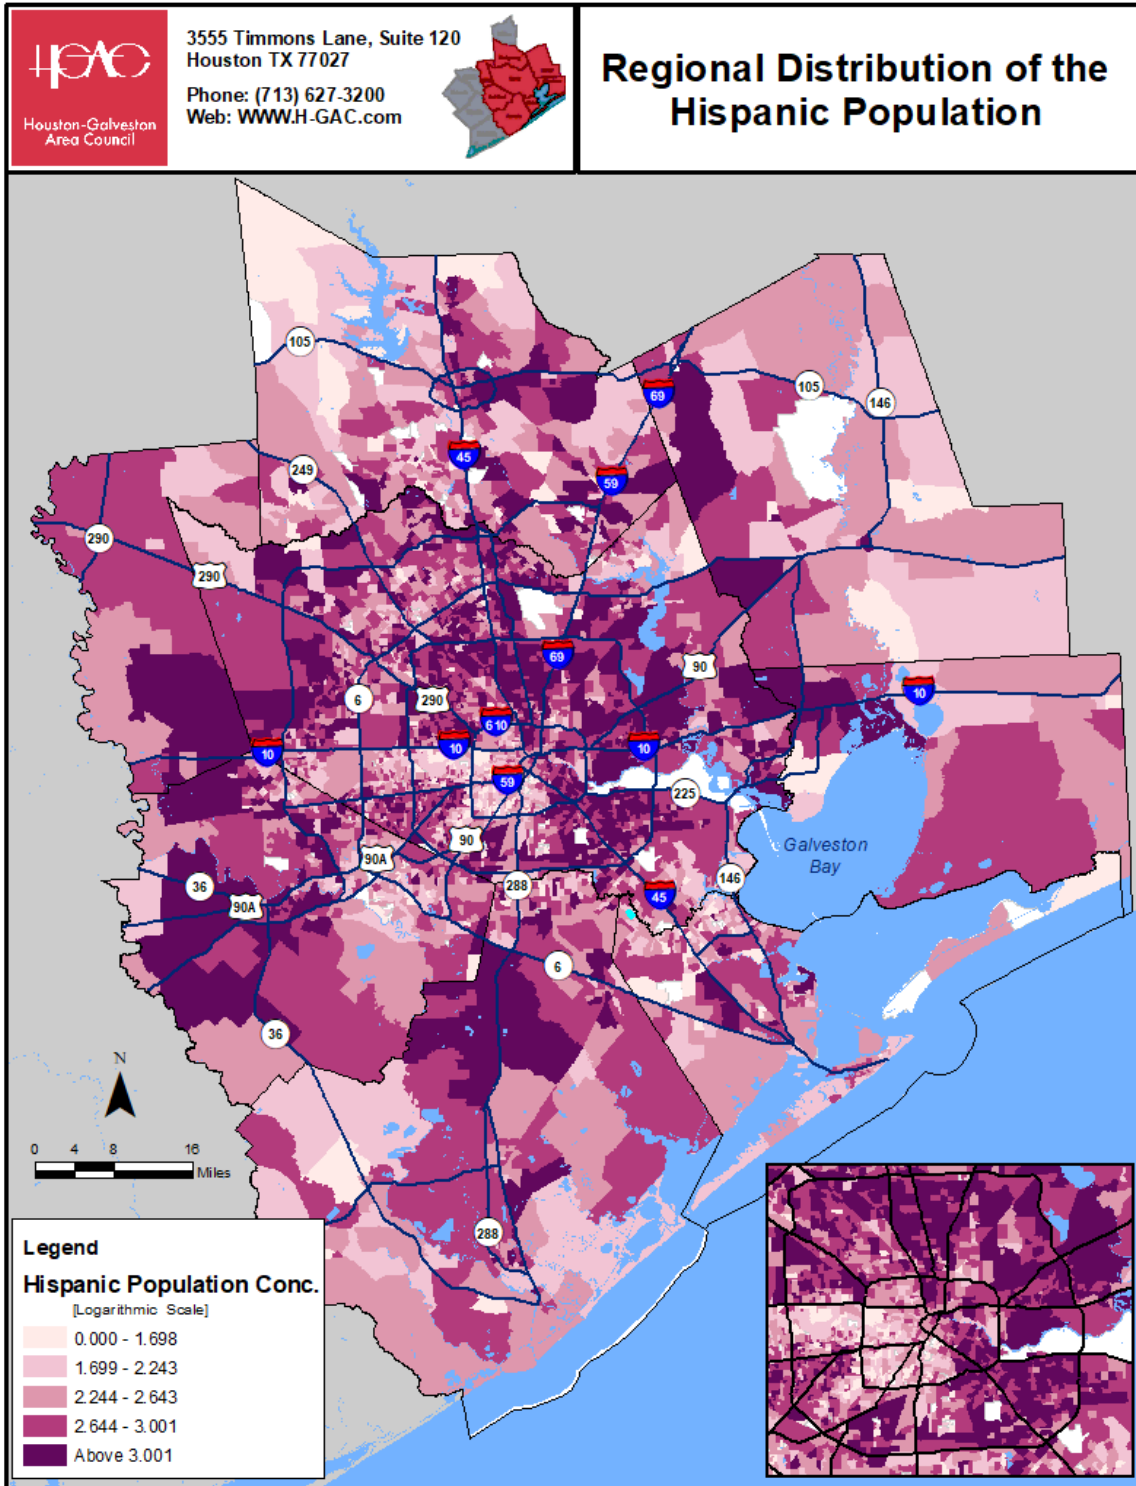 HGAC
Houston-Galveston
Area Council
3555 Timmons Lane, Suite 120
Houston TX 77027
Phone: (713) 627-3200
Web: WWW.H-GAC.com
Regional Distribution of the
Hispanic Population
105
69
105
146
45
249
59
290
290
69
90
6
290
10
610
10
10
10
59
225
90
Galveston
Bay
90A
36
288
146
45
90A
6
36
N
0 4 8 16
Miles
288
Legend
Hispanic Population Conc.
[Logarithmic Scale]
0.000 - 1.698
1.699 - 2.243
2.244 - 2.643
2.644 - 3.001
Above 3.001